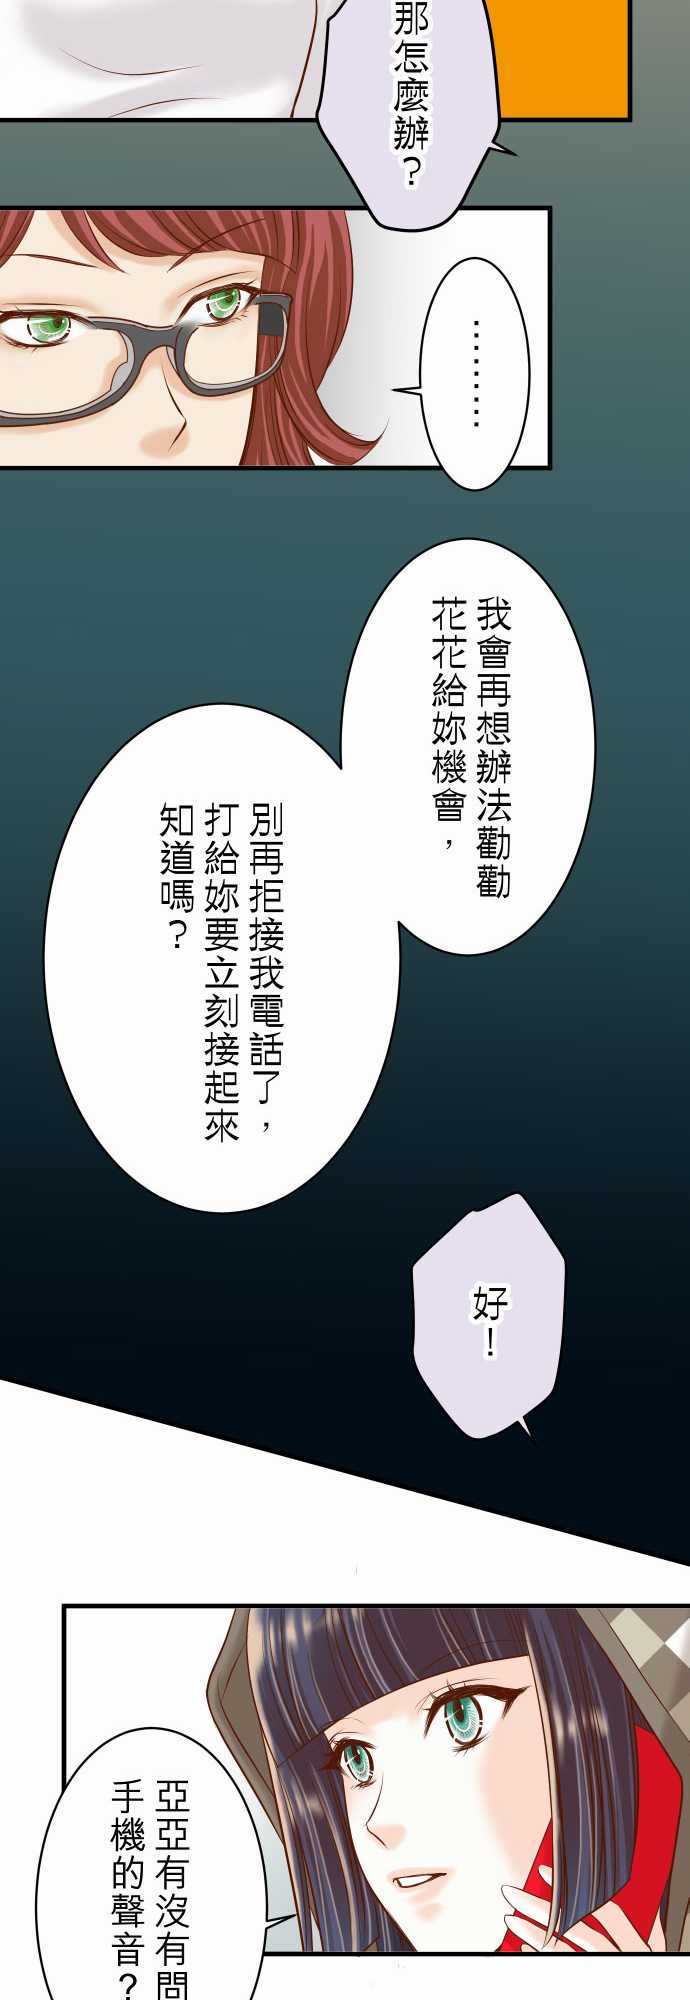 那怎麼辦？
………
我會再想辦法勸勸
花花給妳機會，
別再拒接我電話了，
打給妳要立刻接起來
知道嗎？
好！
亞亞有沒有問
手機的聲音？